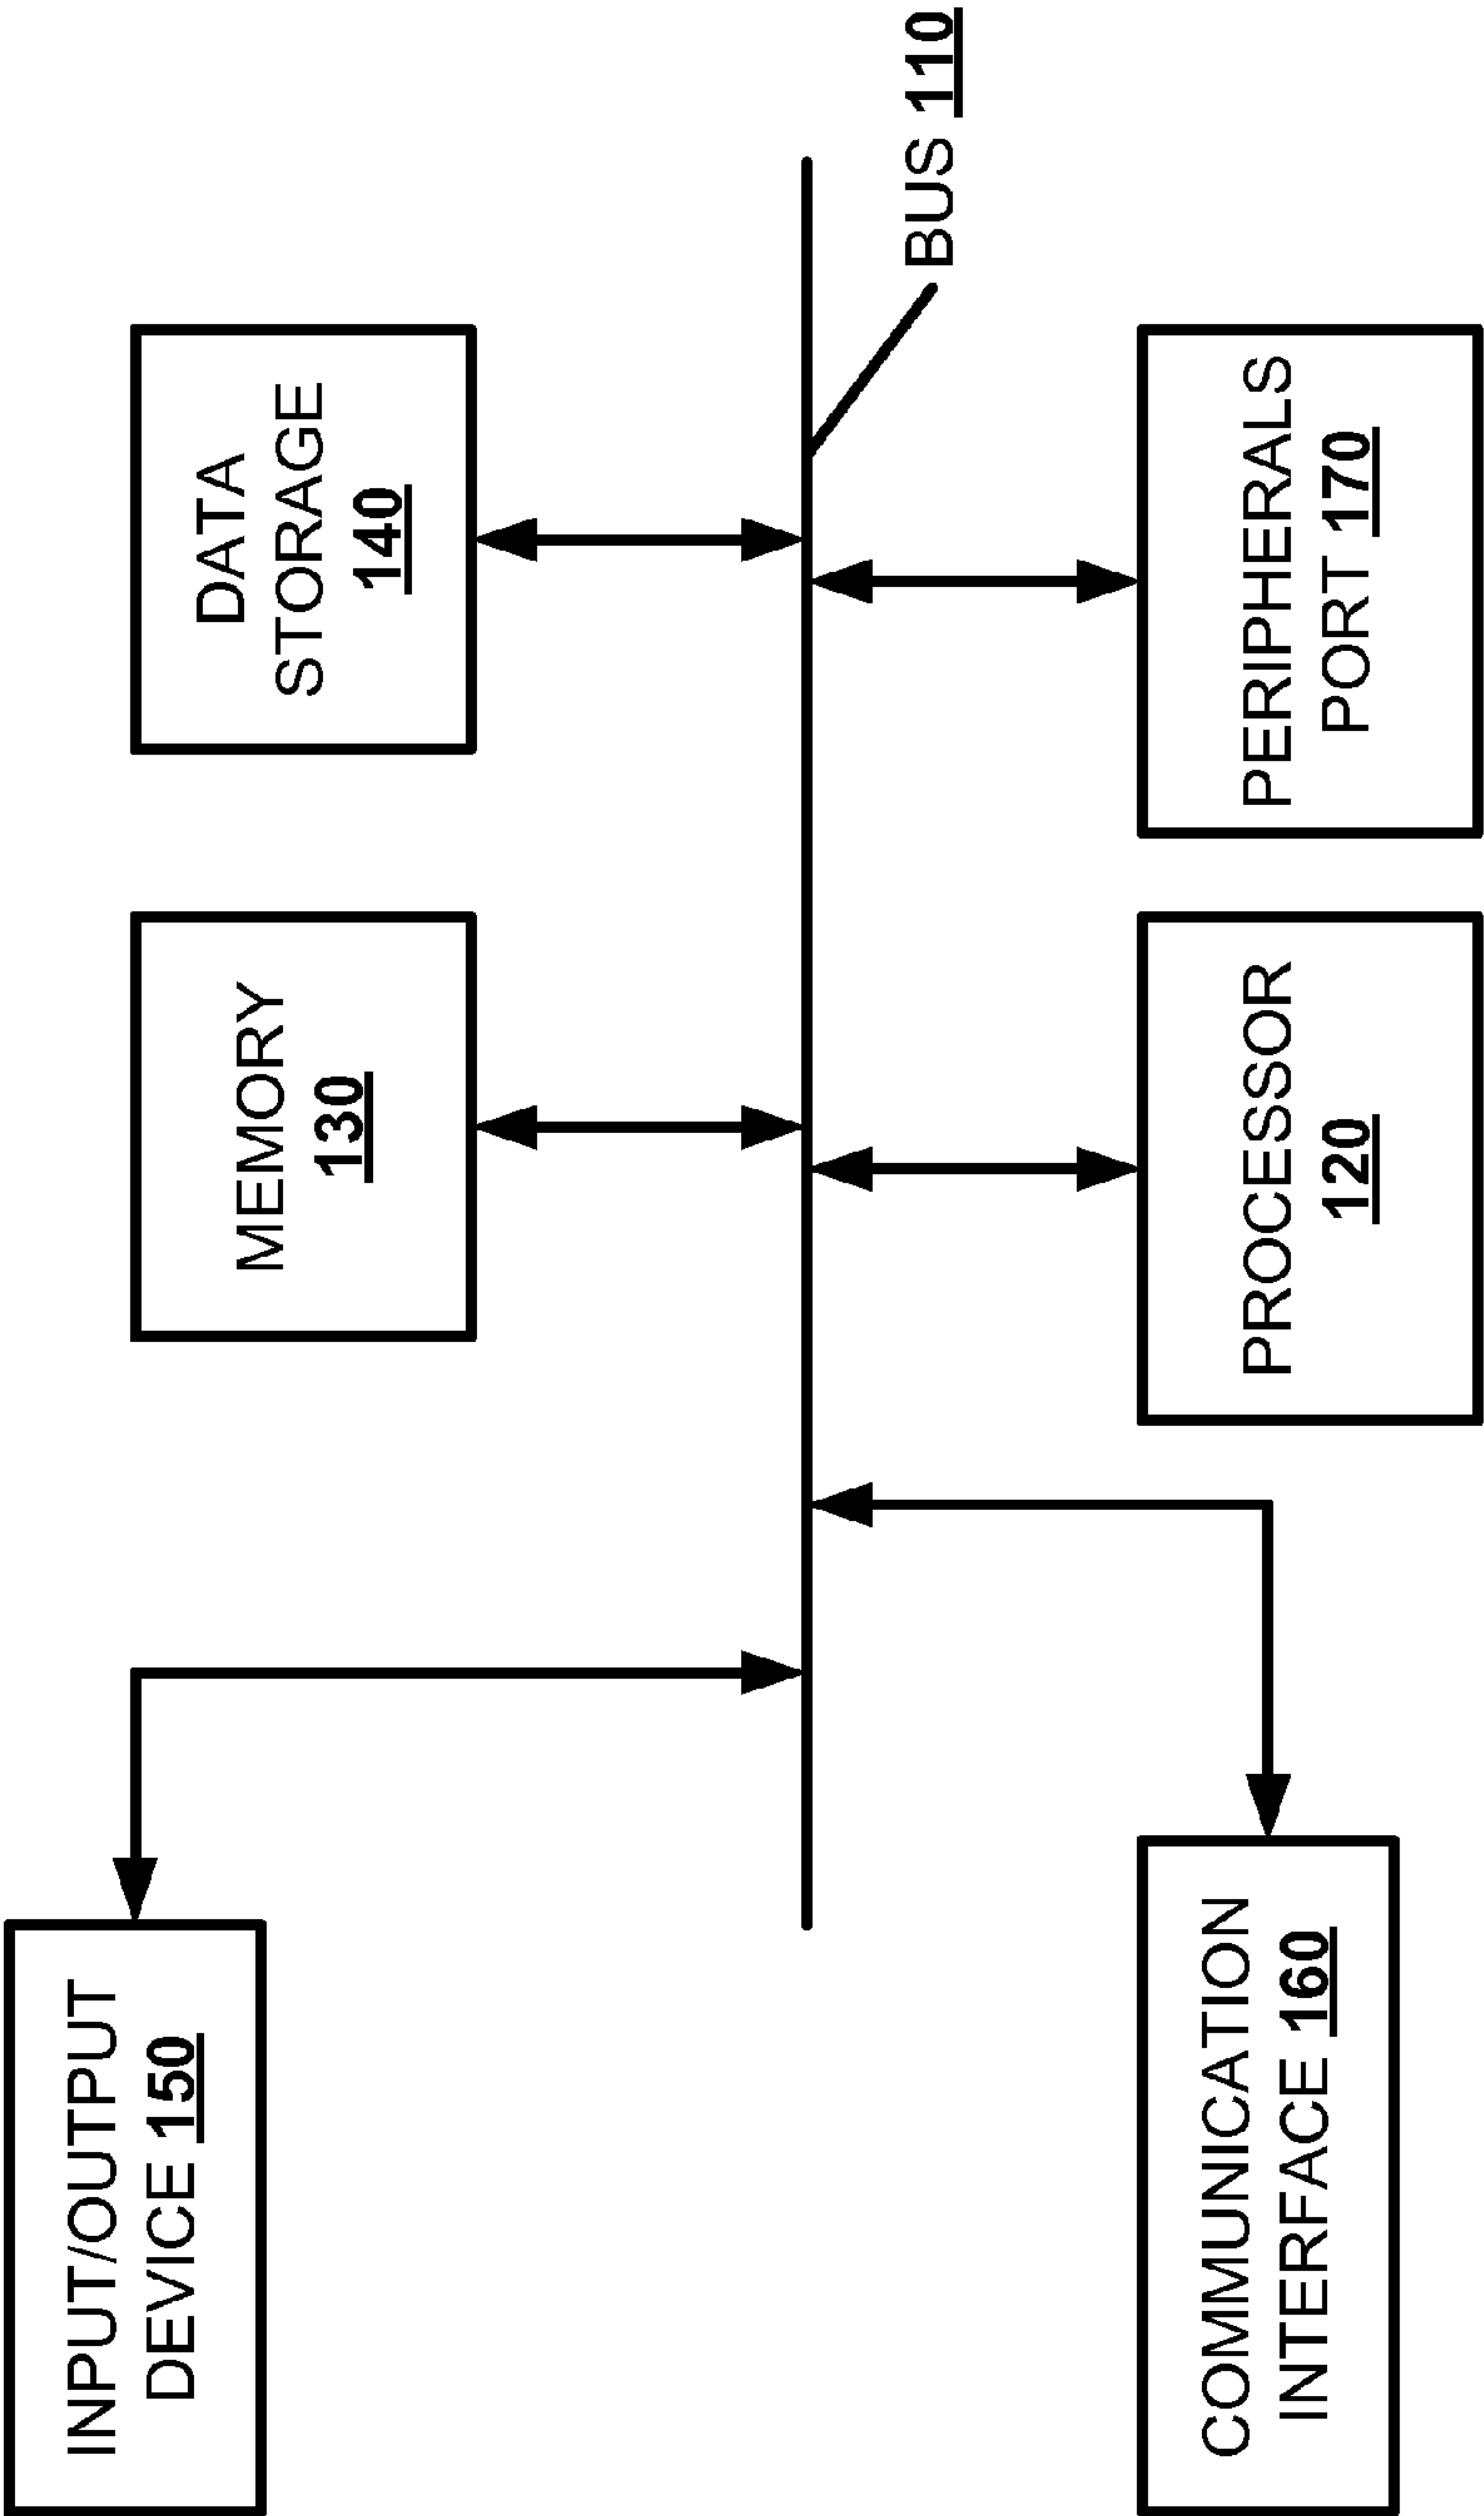 INPUT/OUTPUT
DEVICE 150
MEMORY
130
DATA
STORAGE
140
BUS 110
COMMUNICATION
INTERFACE 160
PROCESSOR
120
PERIPHERALS
PORT 170